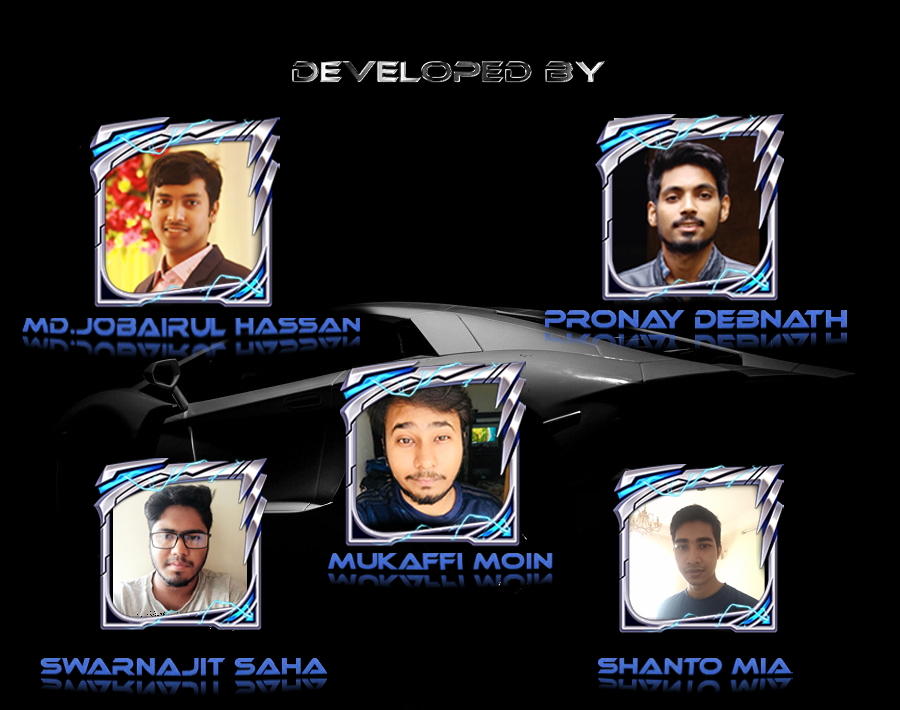 DEVELOPED BY
MD.JOBAIRUL HASSAN
PRONAY DEBNATH
MUKAFFI MOIN
SWARNAJIT SAHA
SHANTO MIA